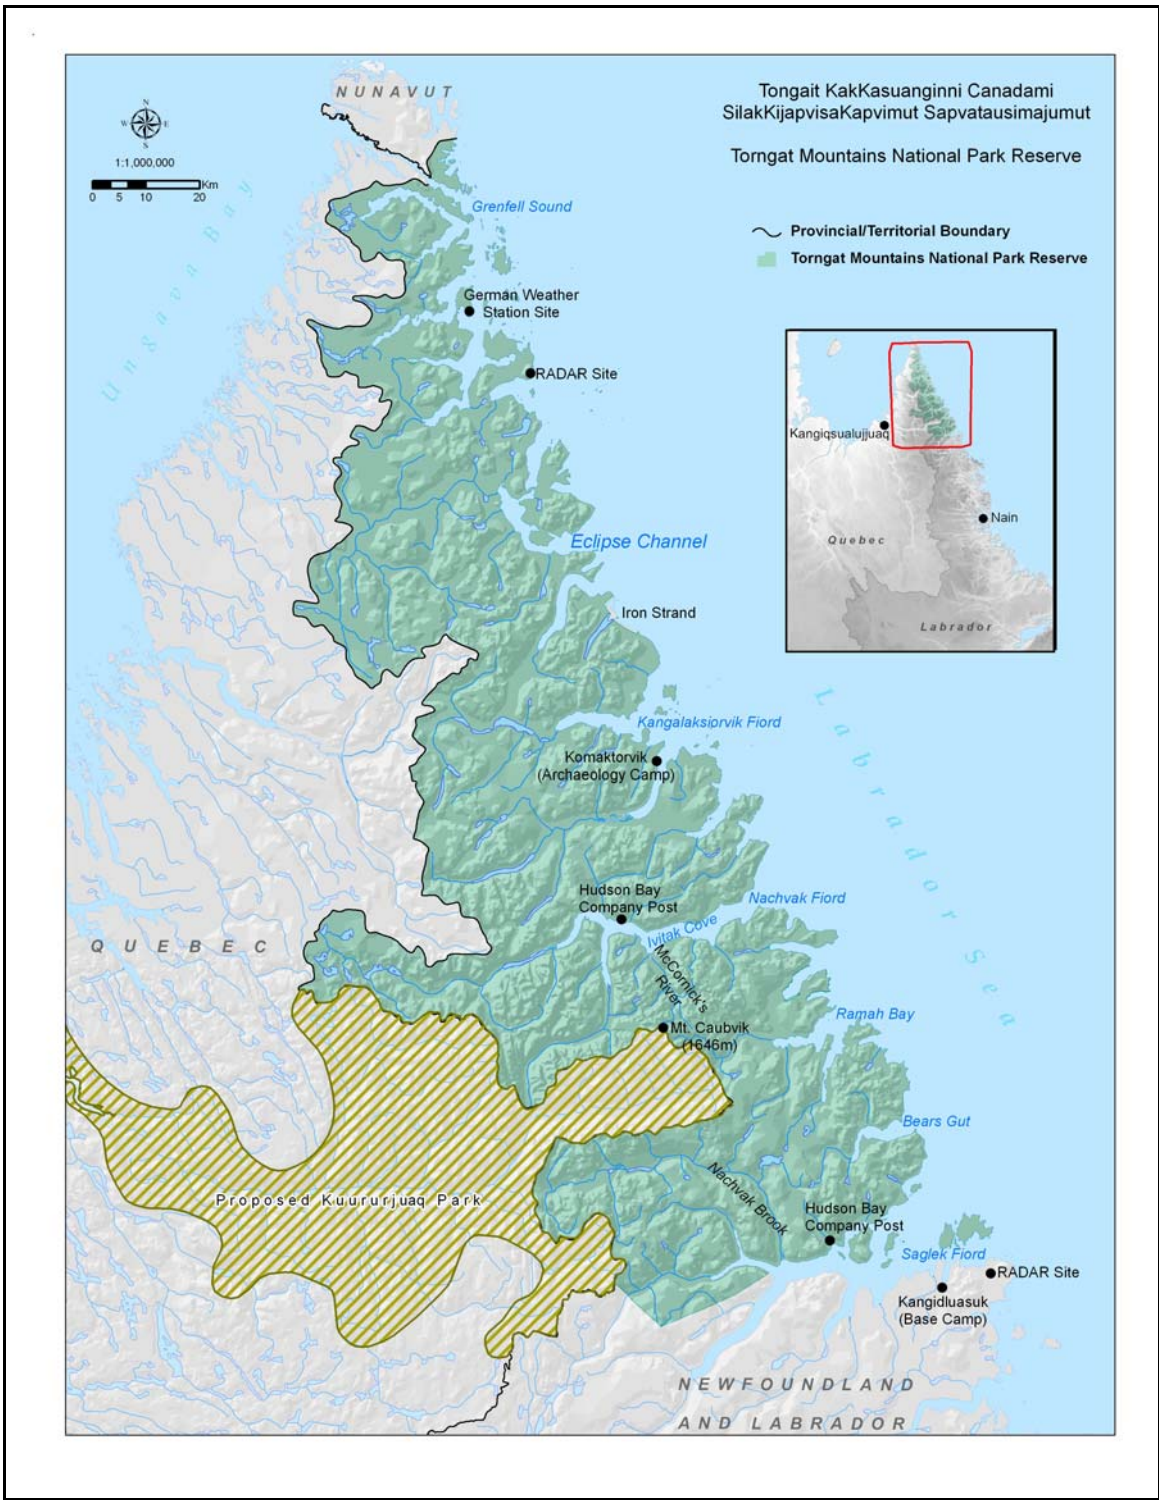 NUNAVUT
Tongait KakKasuanginni Canadami
SilakKijapvisaKapvimut Sapvatausimajumut
Torngat Mountains National Park Reserve
N
W
E
S
1:1,000,000
Km
0 5 10 20
Provincial/Territorial Boundary
Torngat Mountains National Park Reserve
Ungava Bay
Grenfell Sound
German Weather
Station Site
RADAR Site
Kangiqsualujjuaq
Nain
Quebec
Labrador
Eclipse Channel
Iron Strand
Labrador Sea
Kangalaksiorvik Fiord
Komaktorvik
(Archaeology Camp)
Hudson Bay
Company Post
Nachvak Fiord
Ivitak Cove
McCornick's
River
QUEBEC
Ramah Bay
Mt. Caubvik
(1646m)
Bears Gut
Nachvak Brook
Proposed Kuururjuaq Park
Hudson Bay
Company Post
Saglek Fiord
RADAR Site
Kangidluasuk
(Base Camp)
NEWFOUNDLAND
AND LABRADOR